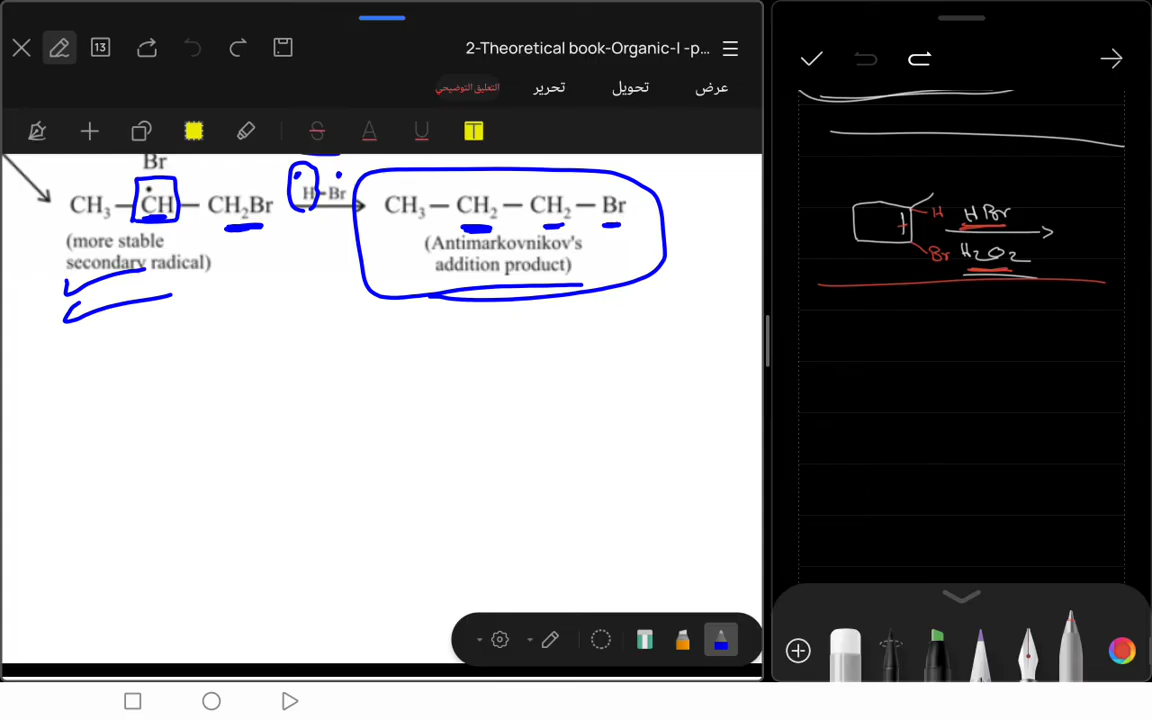 13
2-Theoretical book-Organic-I -p...
عرض
تحويل
تحرير
التعليق التوضيحي
A
U
T
Br
CH3 — ĊH — CH2Br
H–Br
CH3 — CH2 — CH2 — Br
(more stable
secondary radical)
(Antimarkovnikov's
addition product)
H
HBr
Br
H2O2